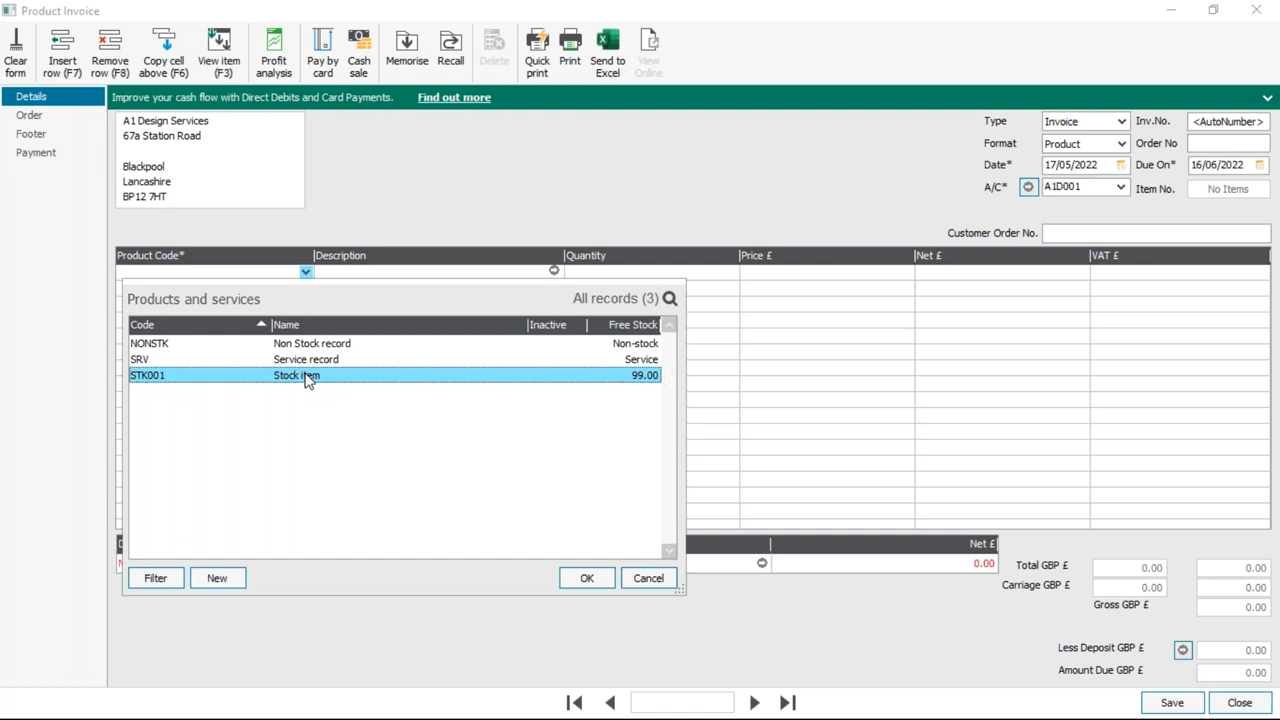 Product Invoice
Clear form
Insert row (F7)
Remove row (F8)
Copy cell above (F6)
View item (F3)
Profit analysis
Pay by card
Cash sale
Memorise
Recall
Delete
Quick print
Print
Send to Excel
View Online
Details
Order
Footer
Payment
Improve your cash flow with Direct Debits and Card Payments. Find out more
A1 Design Services
67a Station Road
Blackpool
Lancashire
BP12 7HT
Type Invoice Inv.No. <AutoNumber>
Format Product Order No
Date* 17/05/2022 Due On* 16/06/2022
A/C* A1D001 Item No. No Items
Customer Order No.
Product Code* Description Quantity Price £ Net £ VAT £
Products and services All records (3)
Code Name Inactive Free Stock
NONSTK Non Stock record Non-stock
SRV Service record Service
STK001 Stock item 99.00
Filter New OK Cancel
Net £
0.00
Total GBP £ 0.00 0.00
Carriage GBP £ 0.00 0.00
Gross GBP £ 0.00
Less Deposit GBP £ 0.00
Amount Due GBP £ 0.00
Save Close